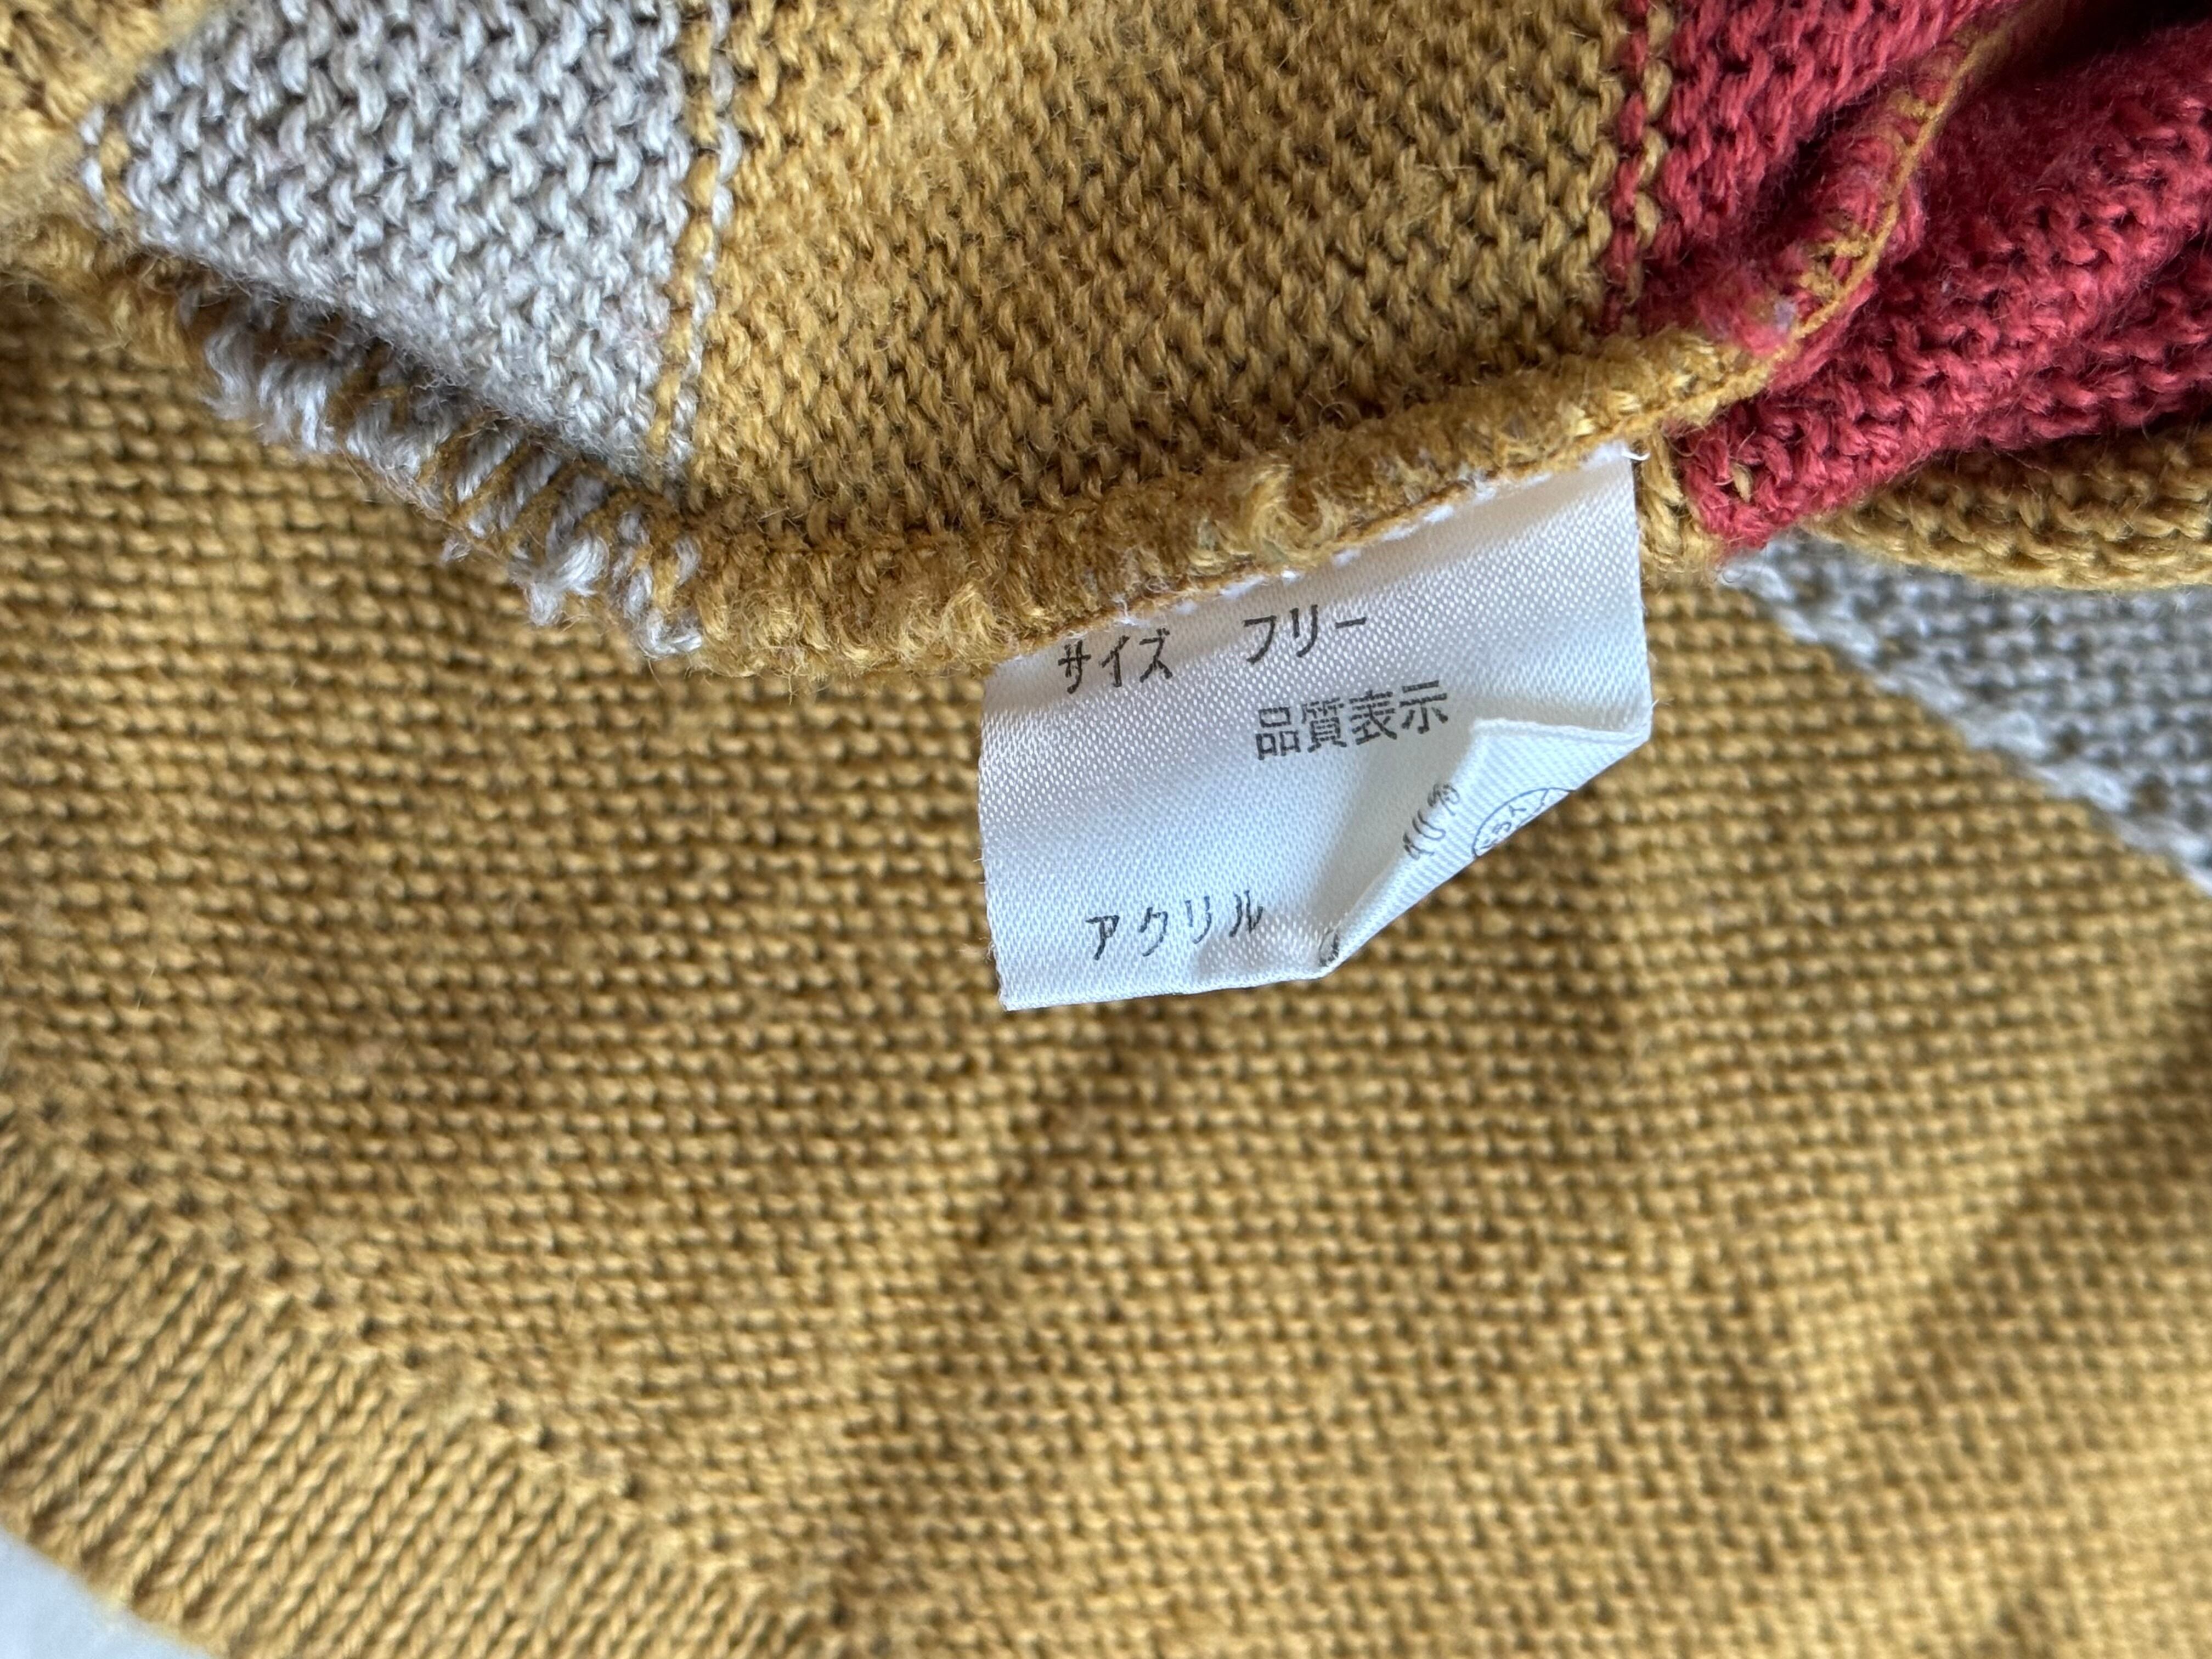 サイズ フリー
品質表示
アクリル